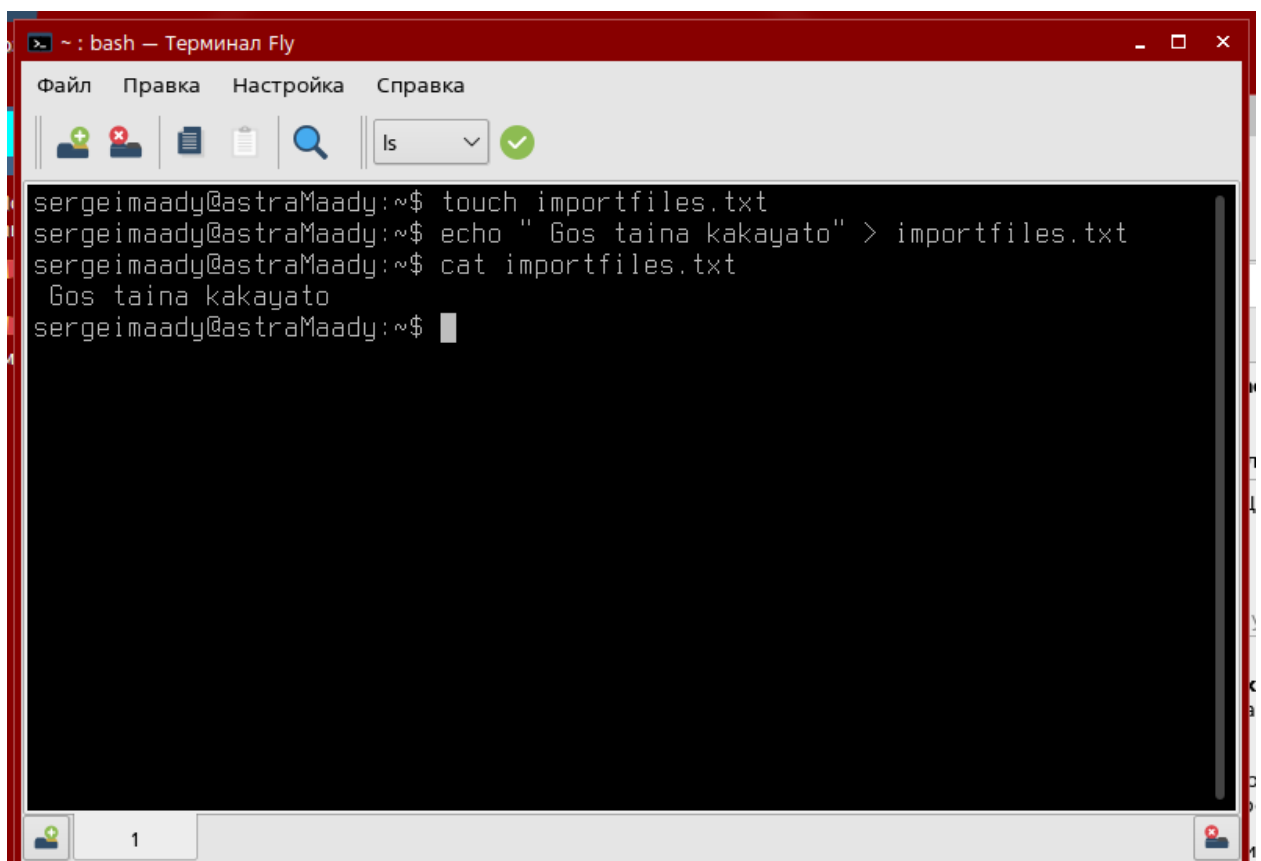 ~ : bash — Терминал Fly
Файл Правка Настройка Справка
ls
sergeimaady@astraMaady:~$ touch importfiles.txt
sergeimaady@astraMaady:~$ echo " Gos taina kakayato" > importfiles.txt
sergeimaady@astraMaady:~$ cat importfiles.txt
 Gos taina kakayato
sergeimaady@astraMaady:~$
1